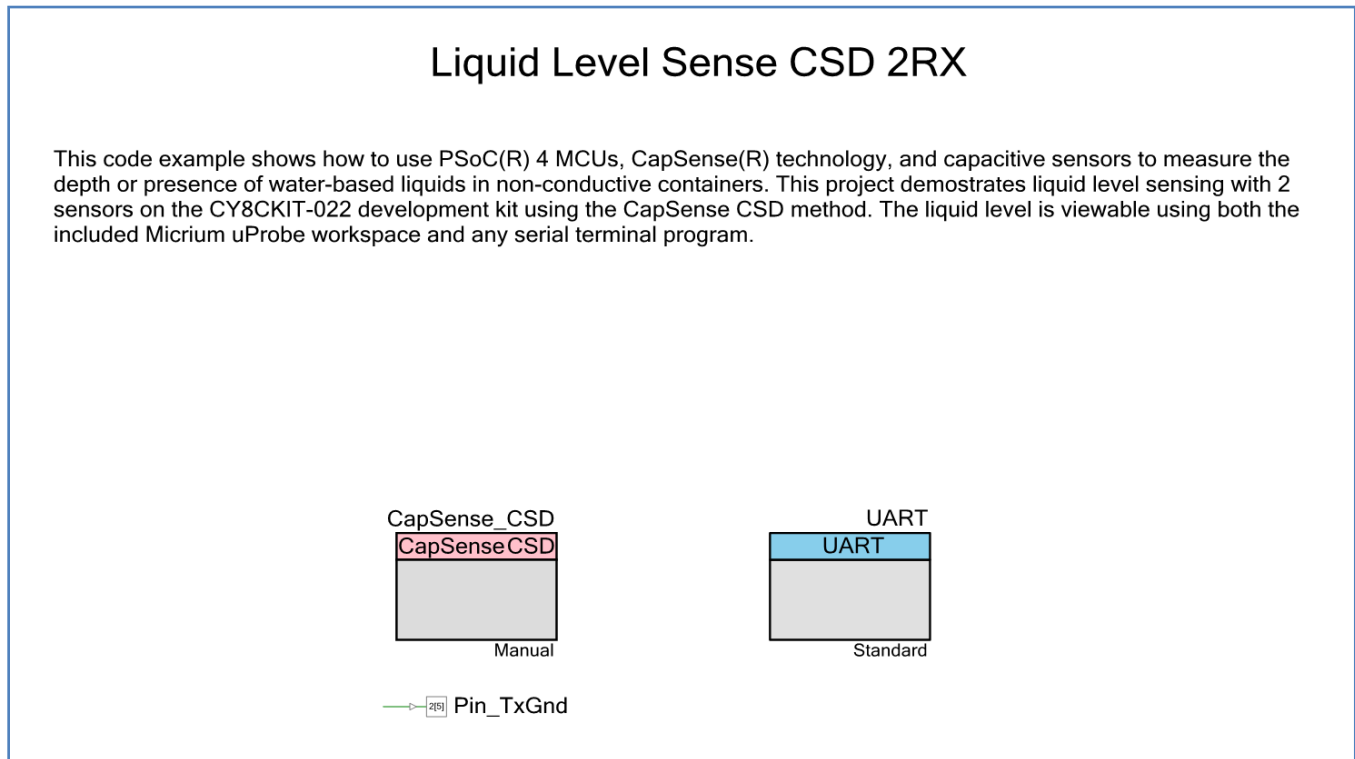 Liquid Level Sense CSD 2RX
This code example shows how to use PSoC(R) 4 MCUs, CapSense(R) technology, and capacitive sensors to measure the
depth or presence of water-based liquids in non-conductive containers. This project demostrates liquid level sensing with 2
sensors on the CY8CKIT-022 development kit using the CapSense CSD method. The liquid level is viewable using both the
included Micrium uProbe workspace and any serial terminal program.
CapSense_CSD
CapSense CSD
Manual
UART
UART
Standard
2[5] Pin_TxGnd